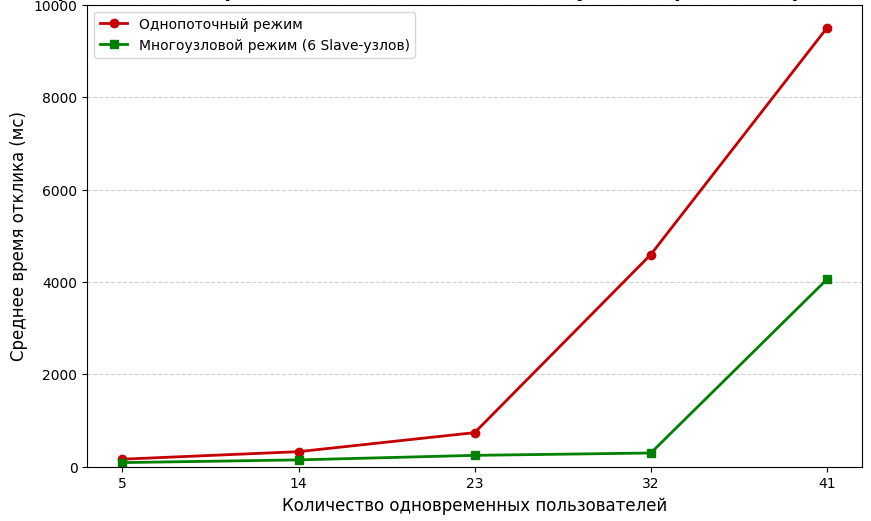 10000
Однопоточный режим
Многоузловой режим (6 Slave-узлов)
8000
6000
4000
2000
0
Среднее время отклика (мс)
5 14 23 32 41
Количество одновременных пользователей